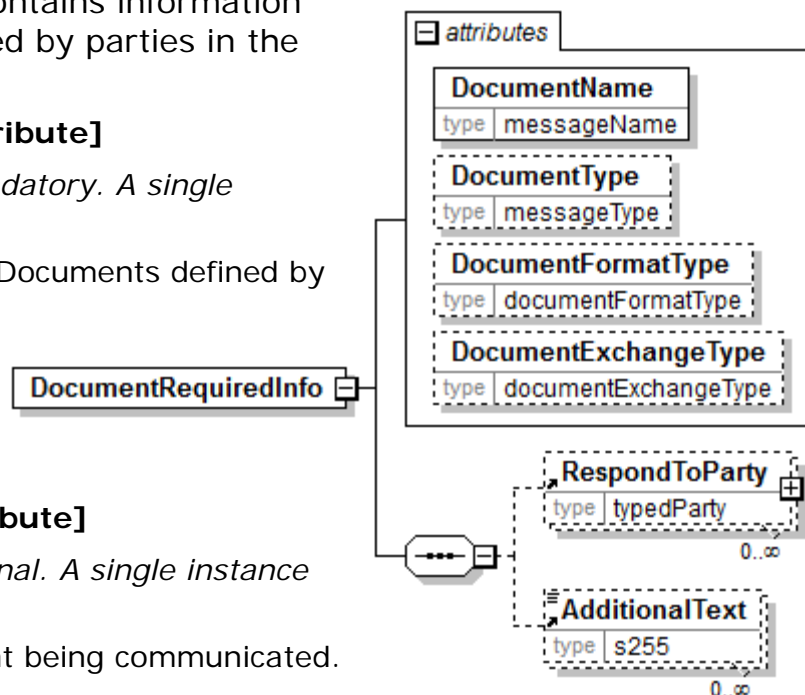 ontains information
ed by parties in the
ribute]
datory. A single
Documents defined by
bute]
nal. A single instance
t being communicated.
attributes
DocumentName
type messageName
DocumentType
type messageType
DocumentFormatType
type documentFormatType
DocumentExchangeType
type documentExchangeType
DocumentRequiredInfo
RespondToParty
type typedParty
0..∞
AdditionalText
type s255
0..∞